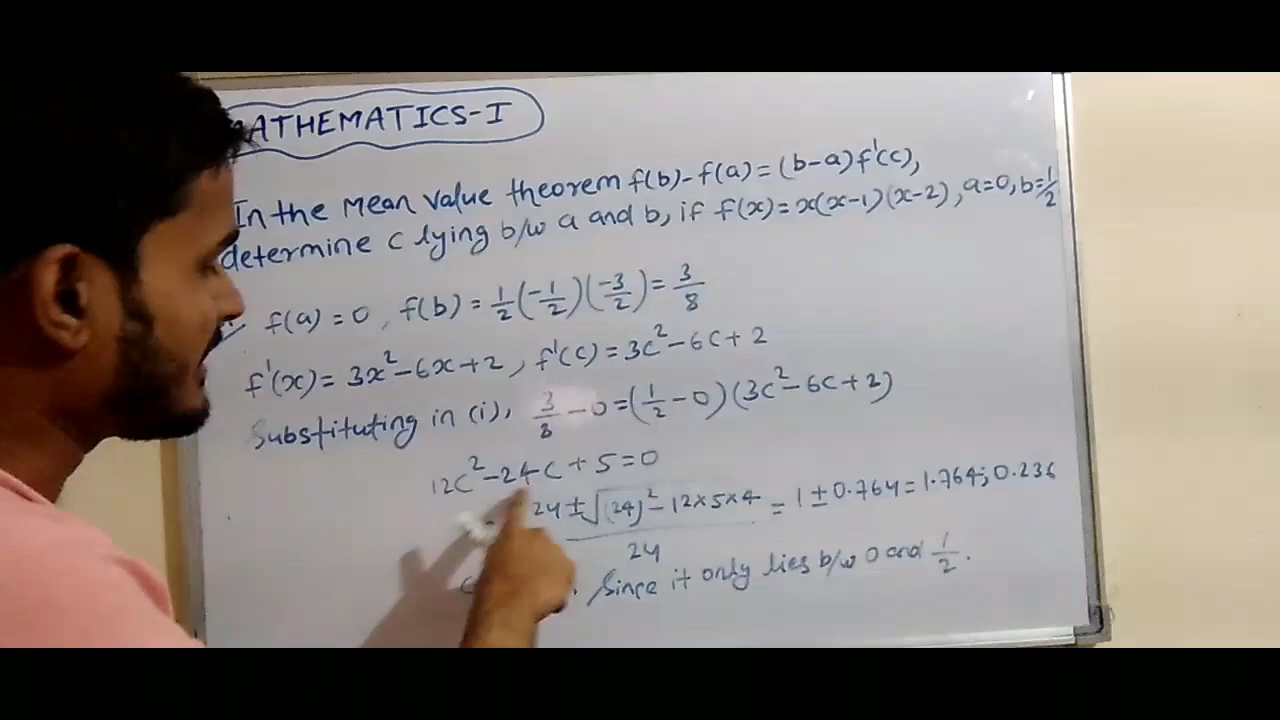 MATHEMATICS-I
In the Mean value theorem f(b)-f(a)=(b-a)f'(c),
determine c lying b/w a and b, if f(x)=x(x-1)(x-2), a=0, b=1/2
f(a)=0, f(b)=1/2(-1/2)(-3/2)=3/8
f'(x)=3x²-6x+2, f'(c)=3c²-6c+2
Substituting in (i), 3/8-0=(1/2-0)(3c²-6c+2)
12c²-24c+5=0
24±√(24)²-12×5×4/24=1±0.764=1.764; 0.236
c Since it only lies b/w 0 and 1/2.